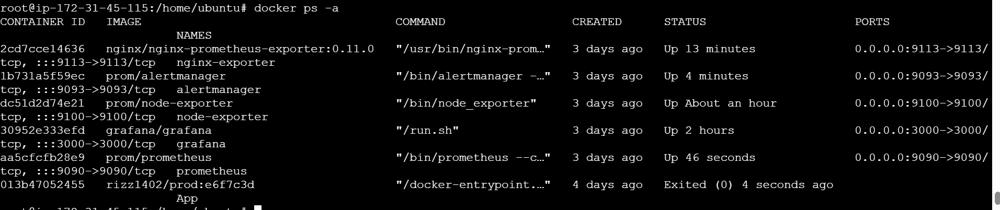 root@ip-172-31-45-115:/home/ubuntu# docker ps -a
CONTAINER ID   IMAGE                                    COMMAND                  CREATED      STATUS                     PORTS
                         NAMES
2cd7cce14636   nginx/nginx-prometheus-exporter:0.11.0   "/usr/bin/nginx-prom…"   3 days ago   Up 13 minutes              0.0.0.0:9113->9113/
tcp, :::9113->9113/tcp   nginx-exporter
1b731a5f59ec   prom/alertmanager                        "/bin/alertmanager -…"   3 days ago   Up 4 minutes               0.0.0.0:9093->9093/
tcp, :::9093->9093/tcp   alertmanager
dc51d2d74e21   prom/node-exporter                       "/bin/node_exporter"     3 days ago   Up About an hour           0.0.0.0:9100->9100/
tcp, :::9100->9100/tcp   node-exporter
30952e333efd   grafana/grafana                          "/run.sh"                3 days ago   Up 2 hours                 0.0.0.0:3000->3000/
tcp, :::3000->3000/tcp   grafana
aa5cfcfb28e9   prom/prometheus                          "/bin/prometheus --c…"   3 days ago   Up 46 seconds              0.0.0.0:9090->9090/
tcp, :::9090->9090/tcp   prometheus
013b47052455   rizz1402/prod:e6f7c3d                    "/docker-entrypoint.…"   4 days ago   Exited (0) 4 seconds ago
                         App